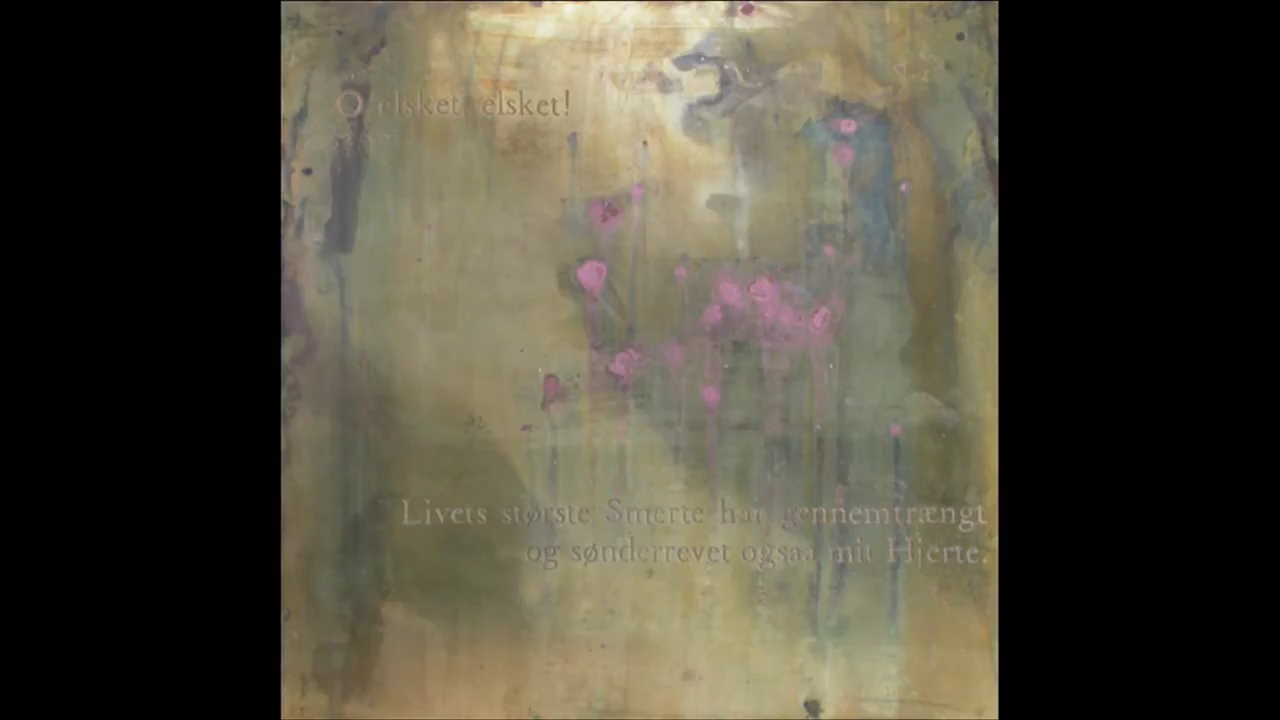 O elsket, elsket!
Livets største Smerte har gennemtrængt
og sønderrevet ogsaa mit Hjerte.